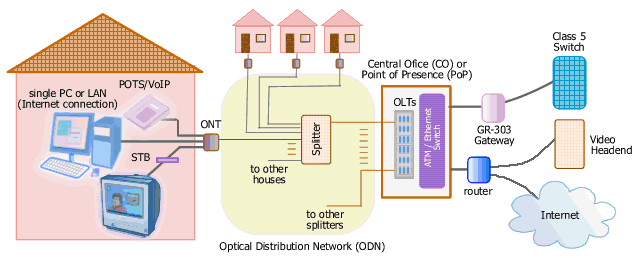 POTS/VoIP
single PC or LAN
(Internet connection)
STB
ONT
Splitter
to other
houses
to other
splitters
Optical Distribution Network (ODN)
Central Ofice (CO) or
Point of Presence (PoP)
OLTs
ATM / Ethernet
Switch
Class 5
Switch
GR-303
Gateway
router
Video
Headend
Internet